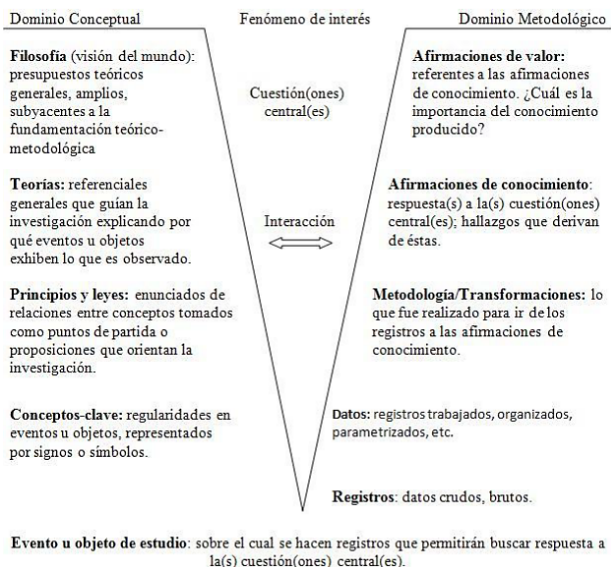 Dominio Conceptual
Fenómeno de interés
Dominio Metodológico
Filosofía (visión del mundo):
presupuestos teóricos
generales, amplios,
subyacentes a la
fundamentación teórico-
metodológica
Teorías: referenciales
generales que guían la
investigación explicando por
qué eventos u objetos
exhiben lo que es observado.
Principios y leyes: enunciados de
relaciones entre conceptos tomados
como puntos de partida o
proposiciones que orientan la
investigación.
Conceptos-clave: regularidades en
eventos u objetos, representados
por signos o símbolos.
Cuestión(ones)
central(es)
Interacción
Afirmaciones de valor:
referentes a las afirmaciones
de conocimiento. ¿Cuál es la
importancia del conocimiento
producido?
Afirmaciones de conocimiento:
respuesta(s) a la(s) cuestión(ones)
central(es); hallazgos que derivan
de éstas.
Metodología/Transformaciones: lo
que fue realizado para ir de los
registros a las afirmaciones de
conocimiento.
Datos: registros trabajados, organizados,
parametrizados, etc.
Registros: datos crudos, brutos.
Evento u objeto de estudio: sobre el cual se hacen registros que permitirán buscar respuesta a
la(s) cuestión(ones) central(es).